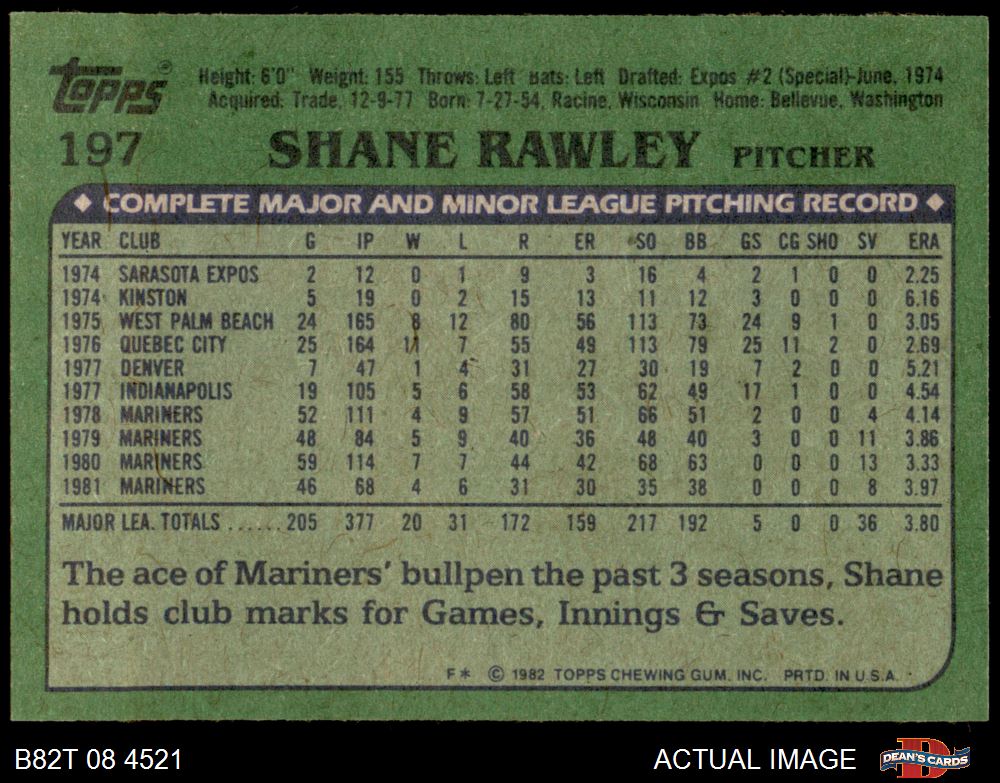 topps®
Height: 6'0" Weight: 155 Throws: Left Bats: Left Drafted: Expos #2 (Special)-June, 1974
Acquired: Trade, 12-9-77 Born: 7-27-54, Racine, Wisconsin Home: Bellevue, Washington
197 SHANE RAWLEY PITCHER
◆ COMPLETE MAJOR AND MINOR LEAGUE PITCHING RECORD ◆
YEAR CLUB G IP W L R ER SO BB GS CG SHO SV ERA
1974 SARASOTA EXPOS 2 12 0 1 9 3 16 4 2 1 0 0 2.25
1974 KINSTON 5 19 0 2 15 13 11 12 3 0 0 0 6.16
1975 WEST PALM BEACH 24 165 8 12 80 56 113 73 24 9 1 0 3.05
1976 QUEBEC CITY 25 164 11 7 55 49 113 79 25 11 2 0 2.69
1977 DENVER 7 47 1 4 31 27 30 19 7 2 0 0 5.21
1977 INDIANAPOLIS 19 105 5 6 58 53 62 49 17 1 0 0 4.54
1978 MARINERS 52 111 4 9 57 51 66 51 2 0 0 4 4.14
1979 MARINERS 48 84 5 9 40 36 48 40 3 0 0 11 3.86
1980 MARINERS 59 114 7 7 44 42 68 63 0 0 0 13 3.33
1981 MARINERS 46 68 4 6 31 30 35 38 0 0 0 8 3.97
MAJOR LEA. TOTALS ...... 205 377 20 31 172 159 217 192 5 0 0 36 3.80
The ace of Mariners' bullpen the past 3 seasons, Shane
holds club marks for Games, Innings & Saves.
F* © 1982 TOPPS CHEWING GUM, INC. PRTD. IN U.S.A.
B82T 08 4521 ACTUAL IMAGE DEAN'S CARDS